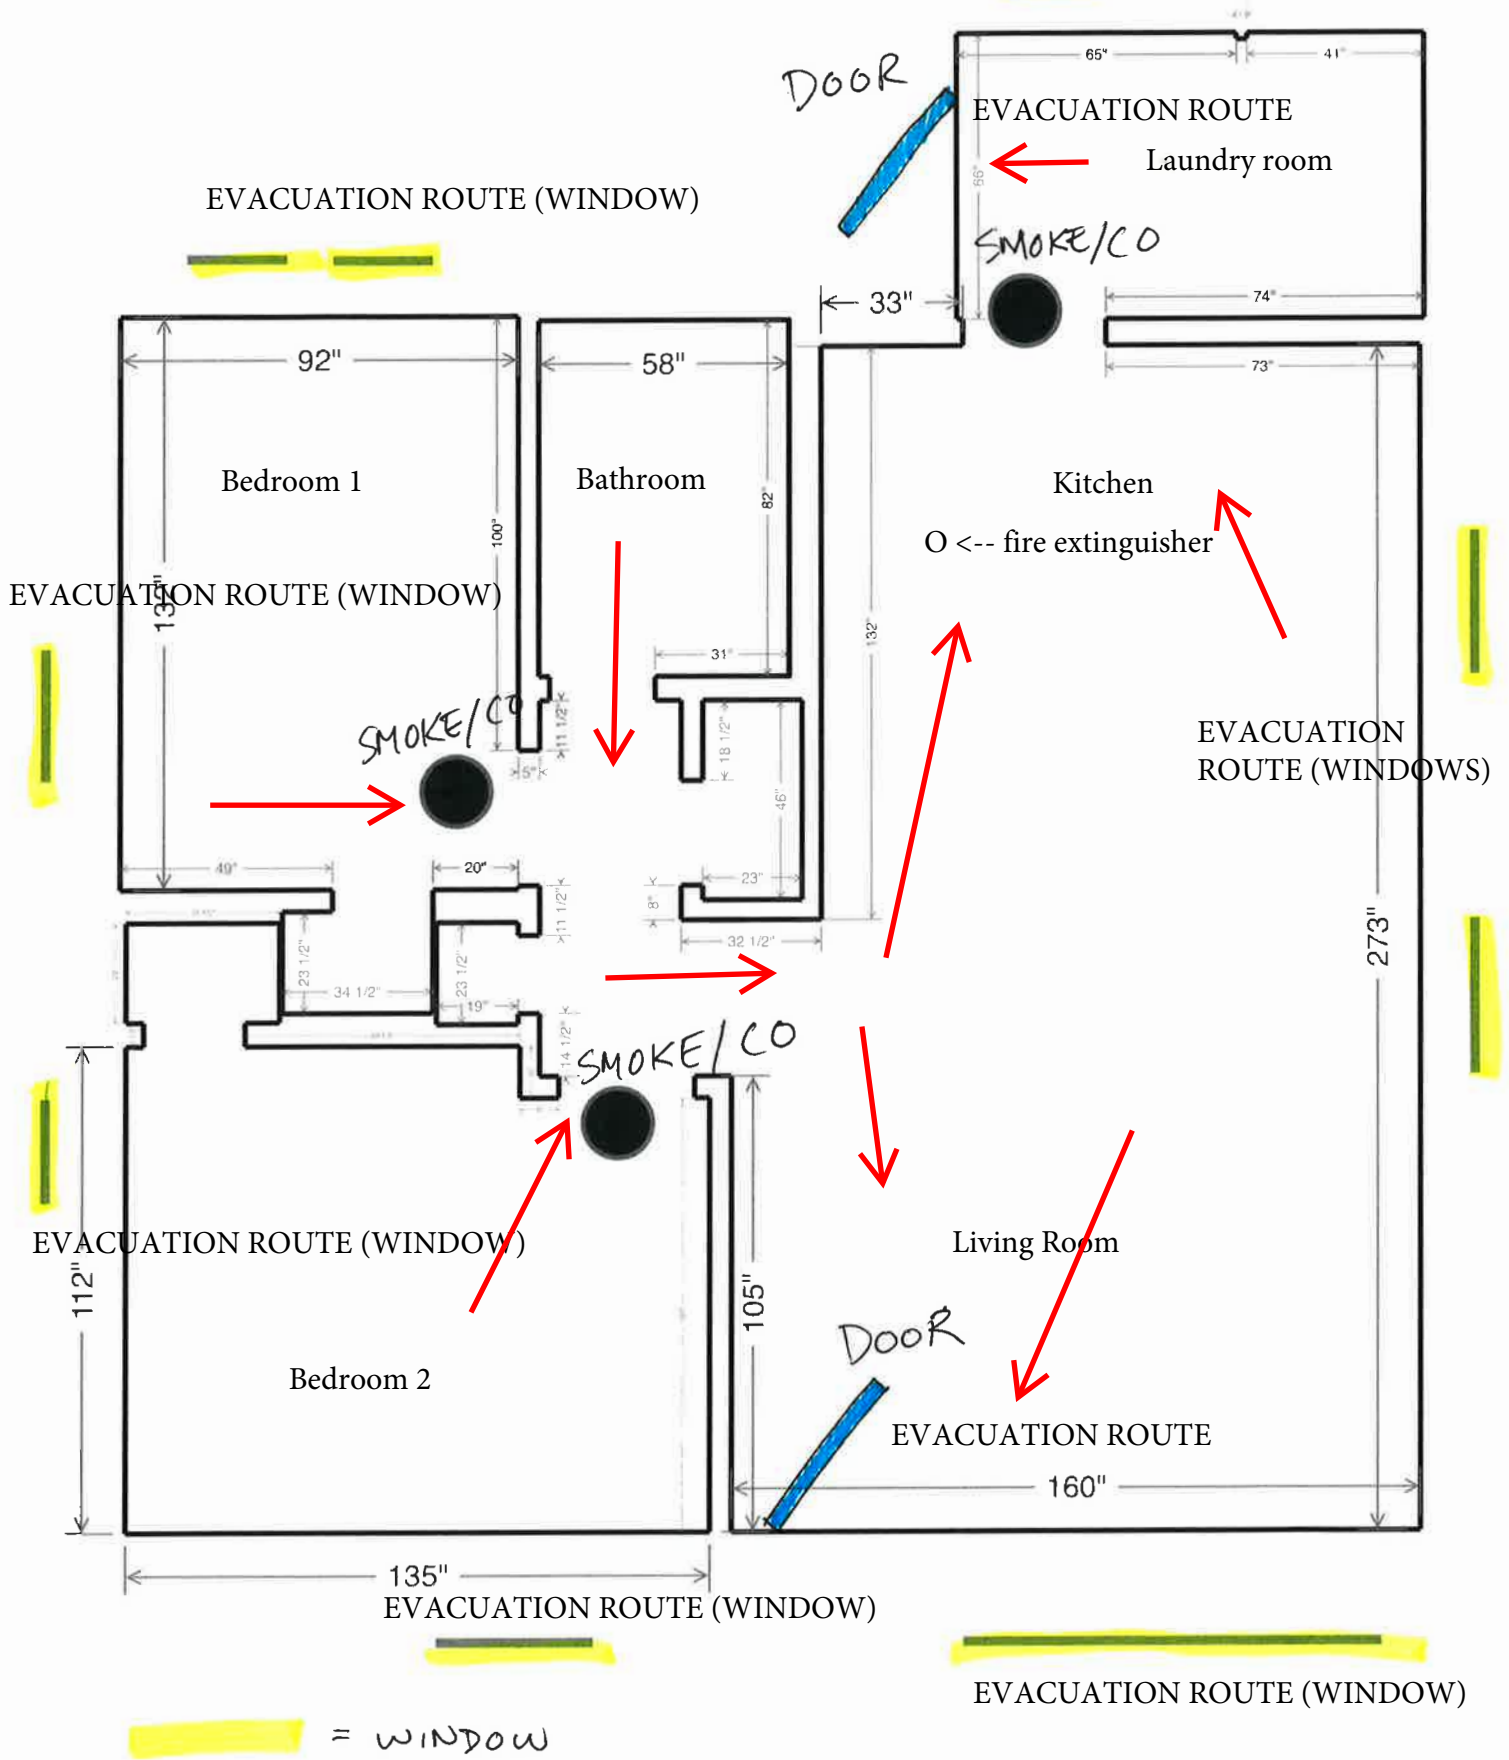 65"
41"
DOOR
EVACUATION ROUTE
Laundry room
66"
EVACUATION ROUTE (WINDOW)
SMOKE/CO
33"
74"
92"
58"
73"
Bedroom 1
Bathroom
Kitchen
82"
100"
O <-- fire extinguisher
EVACUATION ROUTE (WINDOW)
132"
132"
31"
SMOKE/CO
11 1/2"
18 1/2"
EVACUATION
ROUTE (WINDOWS)
5"
46"
49"
20"
23"
11 1/2"
8"
32 1/2"
273"
23 1/2"
23 1/2"
34 1/2"
19"
14 1/2"
SMOKE/CO
EVACUATION ROUTE (WINDOW)
Living Room
112"
105"
DOOR
Bedroom 2
EVACUATION ROUTE
160"
135"
EVACUATION ROUTE (WINDOW)
EVACUATION ROUTE (WINDOW)
= WINDOW